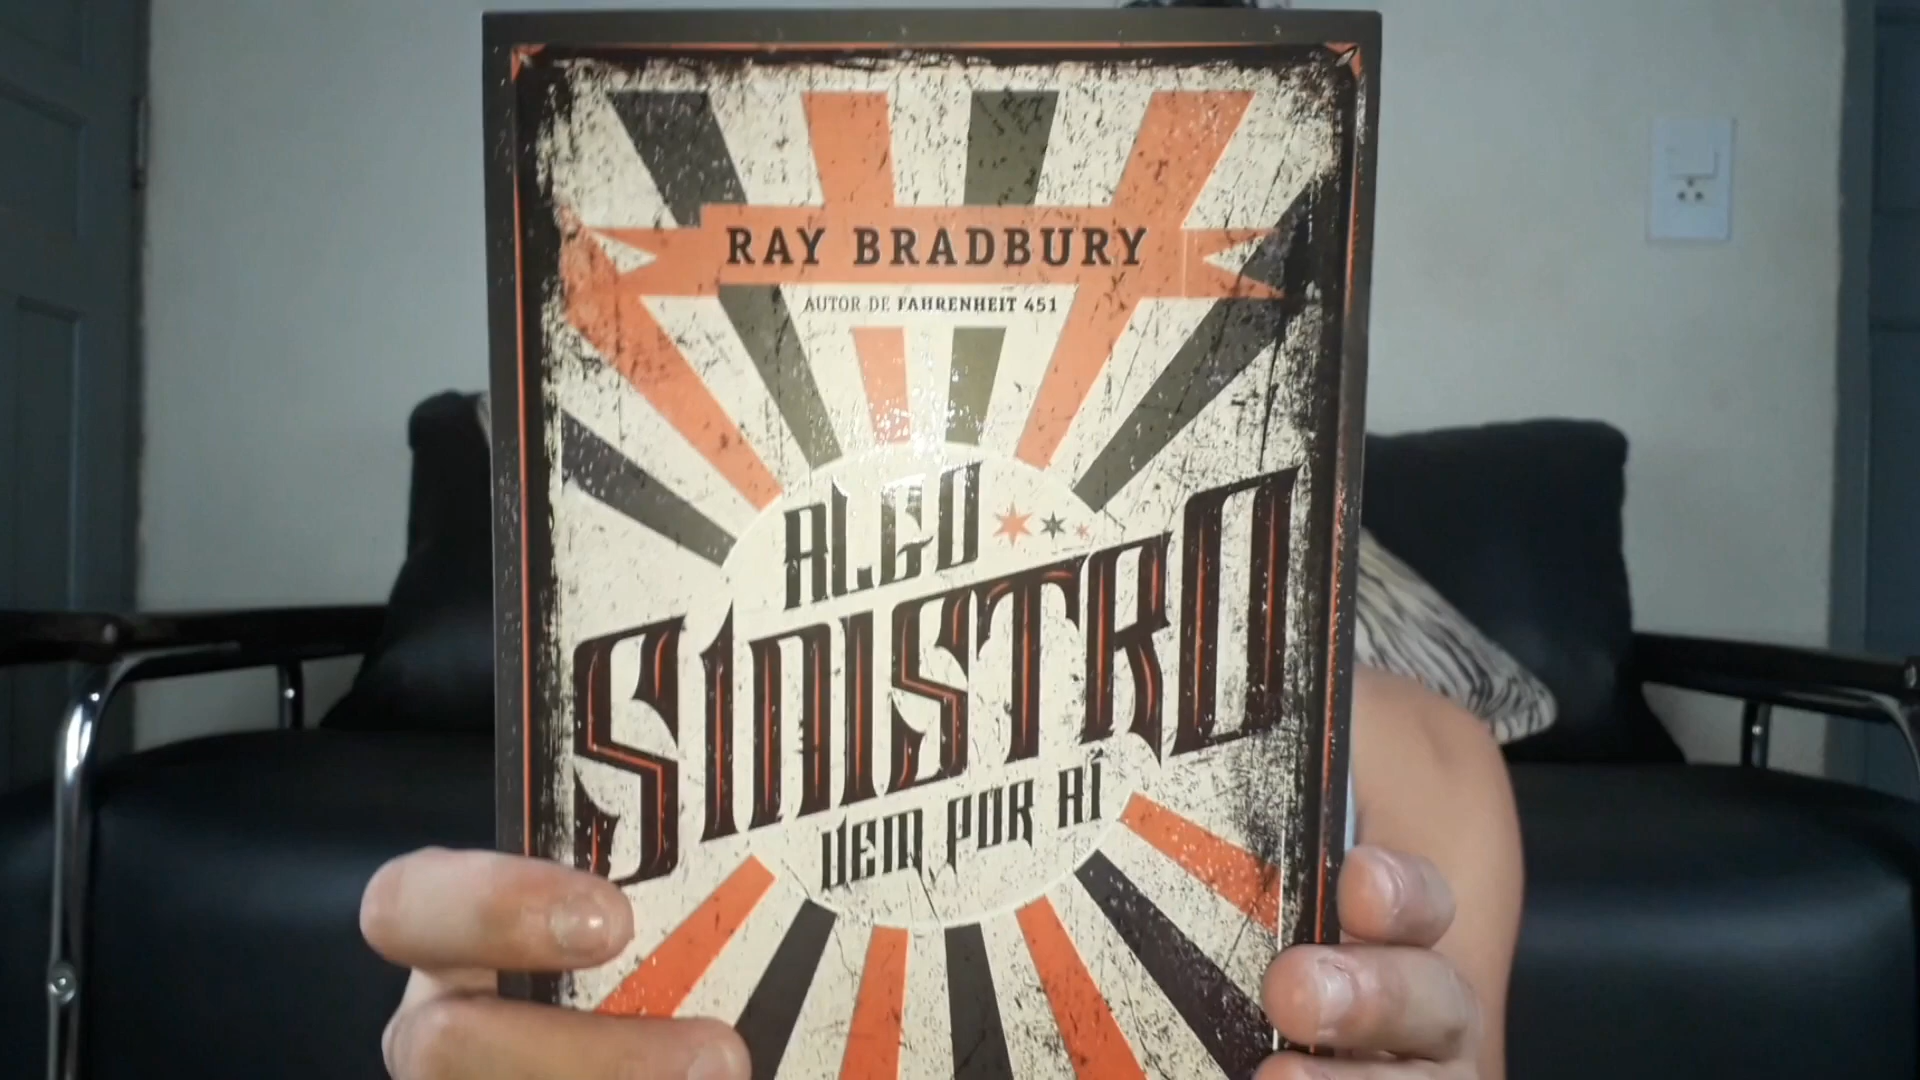 RAY BRADBURY
AUTOR DE FAHRENHEIT 451
ALGO
SINISTRO
VEM POR AÍ